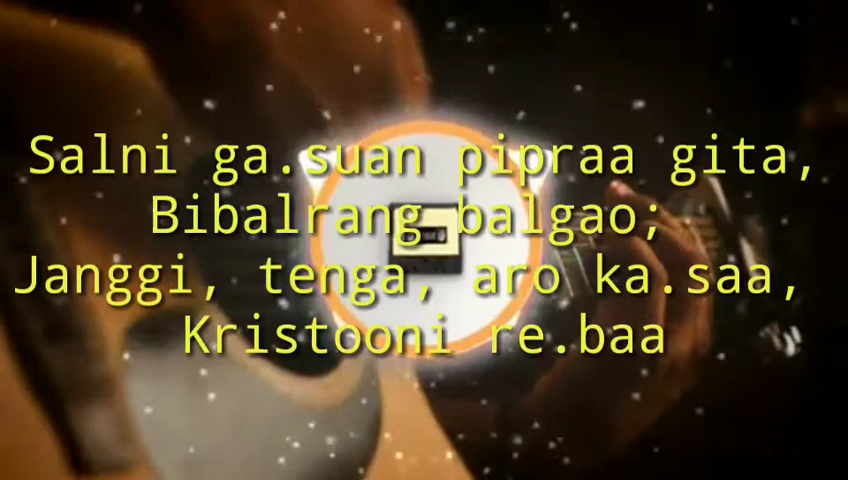 Salni ga.suan pipraa gita,
Bibalrang balgao;
Janggi, tenga, aro ka.saa,
Kristooni re.baa